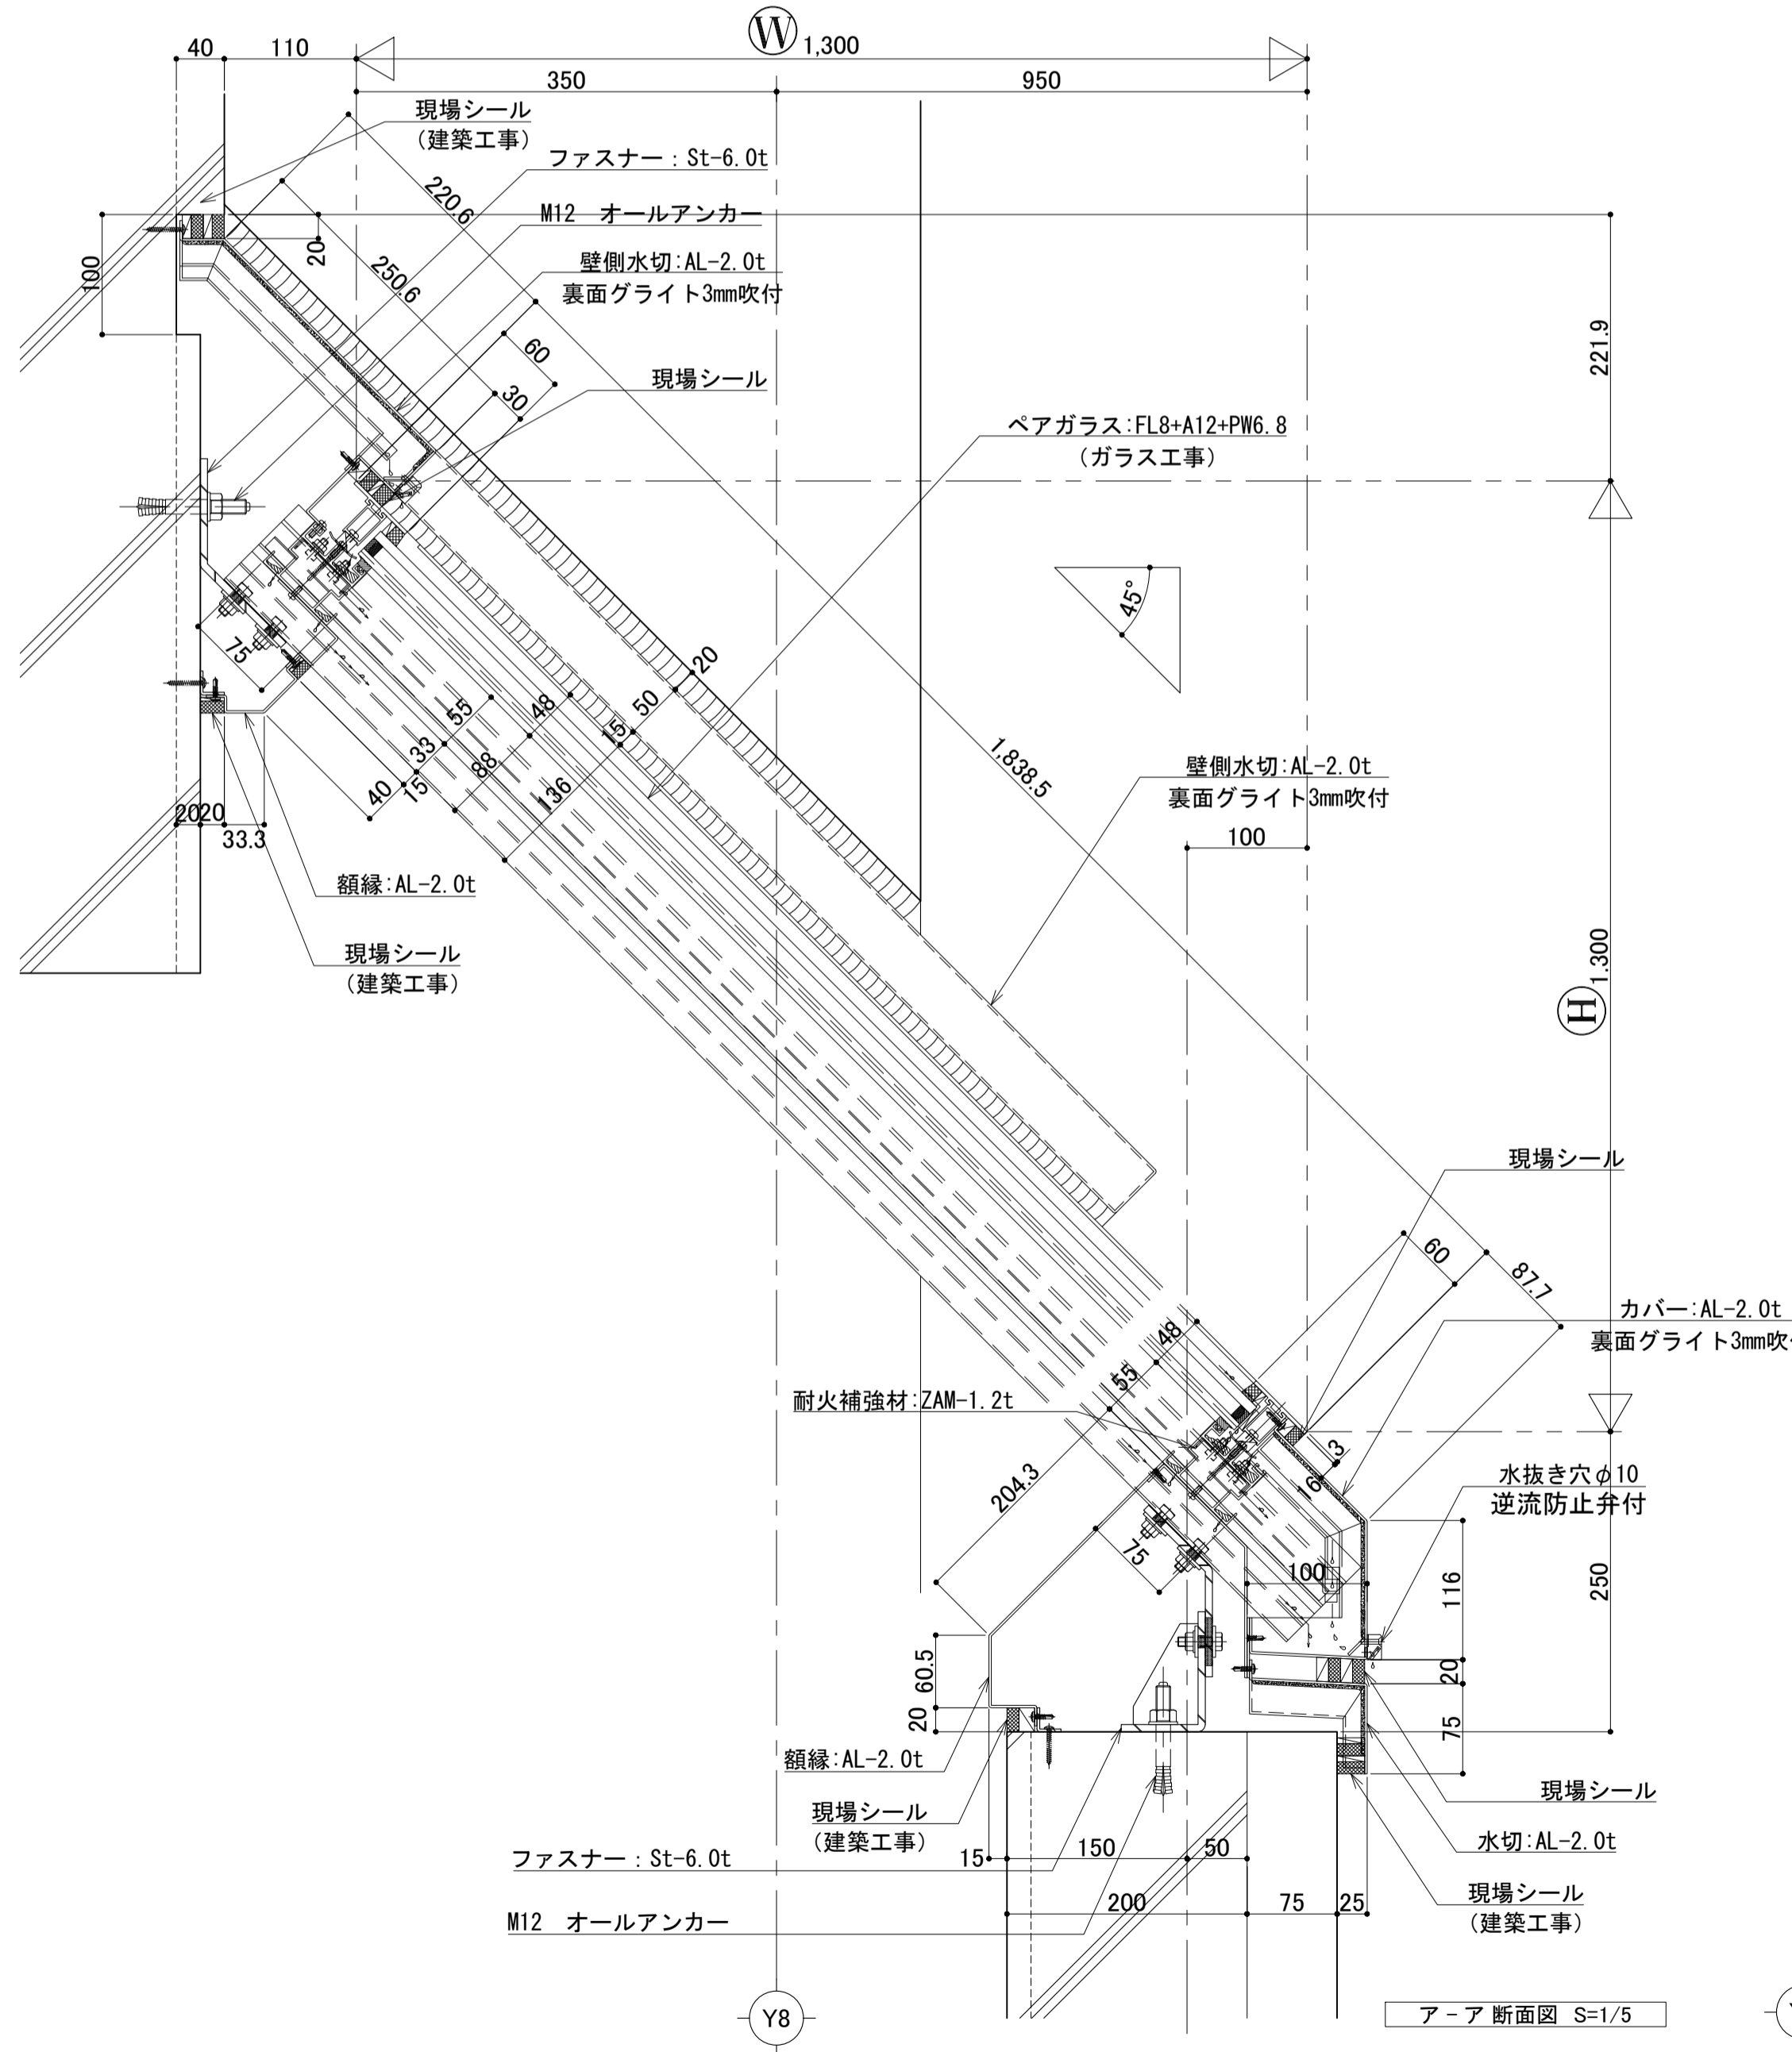 W
1,300
40
110
350
950
現場シール
(建築工事)
ファスナー：St-6.0t
220.6
M12　オールアンカー
20
100
250.6
壁側水切:AL-2.0t
裏面グライト3mm吹付
60
30
現場シール
221.9
ペアガラス:FL8+A12+PW6.8
(ガラス工事)
45°
75
20
50
15
48
55
33
88
136
40
15
2020
33.3
1,838.5
壁側水切:AL-2.0t
裏面グライト3mm吹付
100
額縁:AL-2.0t
現場シール
(建築工事)
H
1.300
現場シール
60
87.7
カバー:AL-2.0t
裏面グライト3mm吹
48
55
耐火補強材:ZAM-1.2t
204.3
3
16
水抜き穴φ10
逆流防止弁付
75
100
116
250
60.5
20
20
75
額縁:AL-2.0t
現場シール
(建築工事)
現場シール
水切:AL-2.0t
ファスナー：St-6.0t
15
150
50
現場シール
(建築工事)
M12　オールアンカー
200
75
25
Y8
ア－ア 断面図 S=1/5